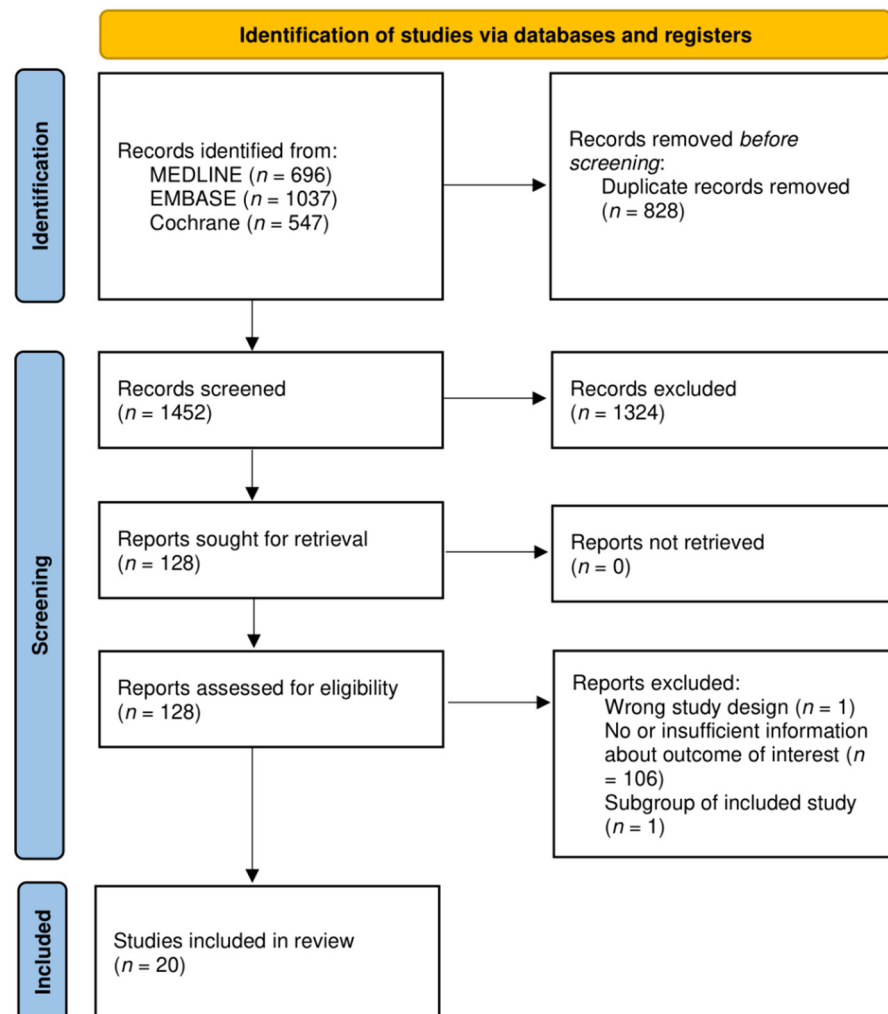 Identification of studies via databases and registers
Identification
Records identified from:
MEDLINE (n = 696)
EMBASE (n = 1037)
Cochrane (n = 547)
Records removed before
screening:
Duplicate records removed
(n = 828)
Screening
Records screened
(n = 1452)
Records excluded
(n = 1324)
Reports sought for retrieval
(n = 128)
Reports not retrieved
(n = 0)
Reports assessed for eligibility
(n = 128)
Reports excluded:
Wrong study design (n = 1)
No or insufficient information
about outcome of interest (n
= 106)
Subgroup of included study
(n = 1)
Included
Studies included in review
(n = 20)